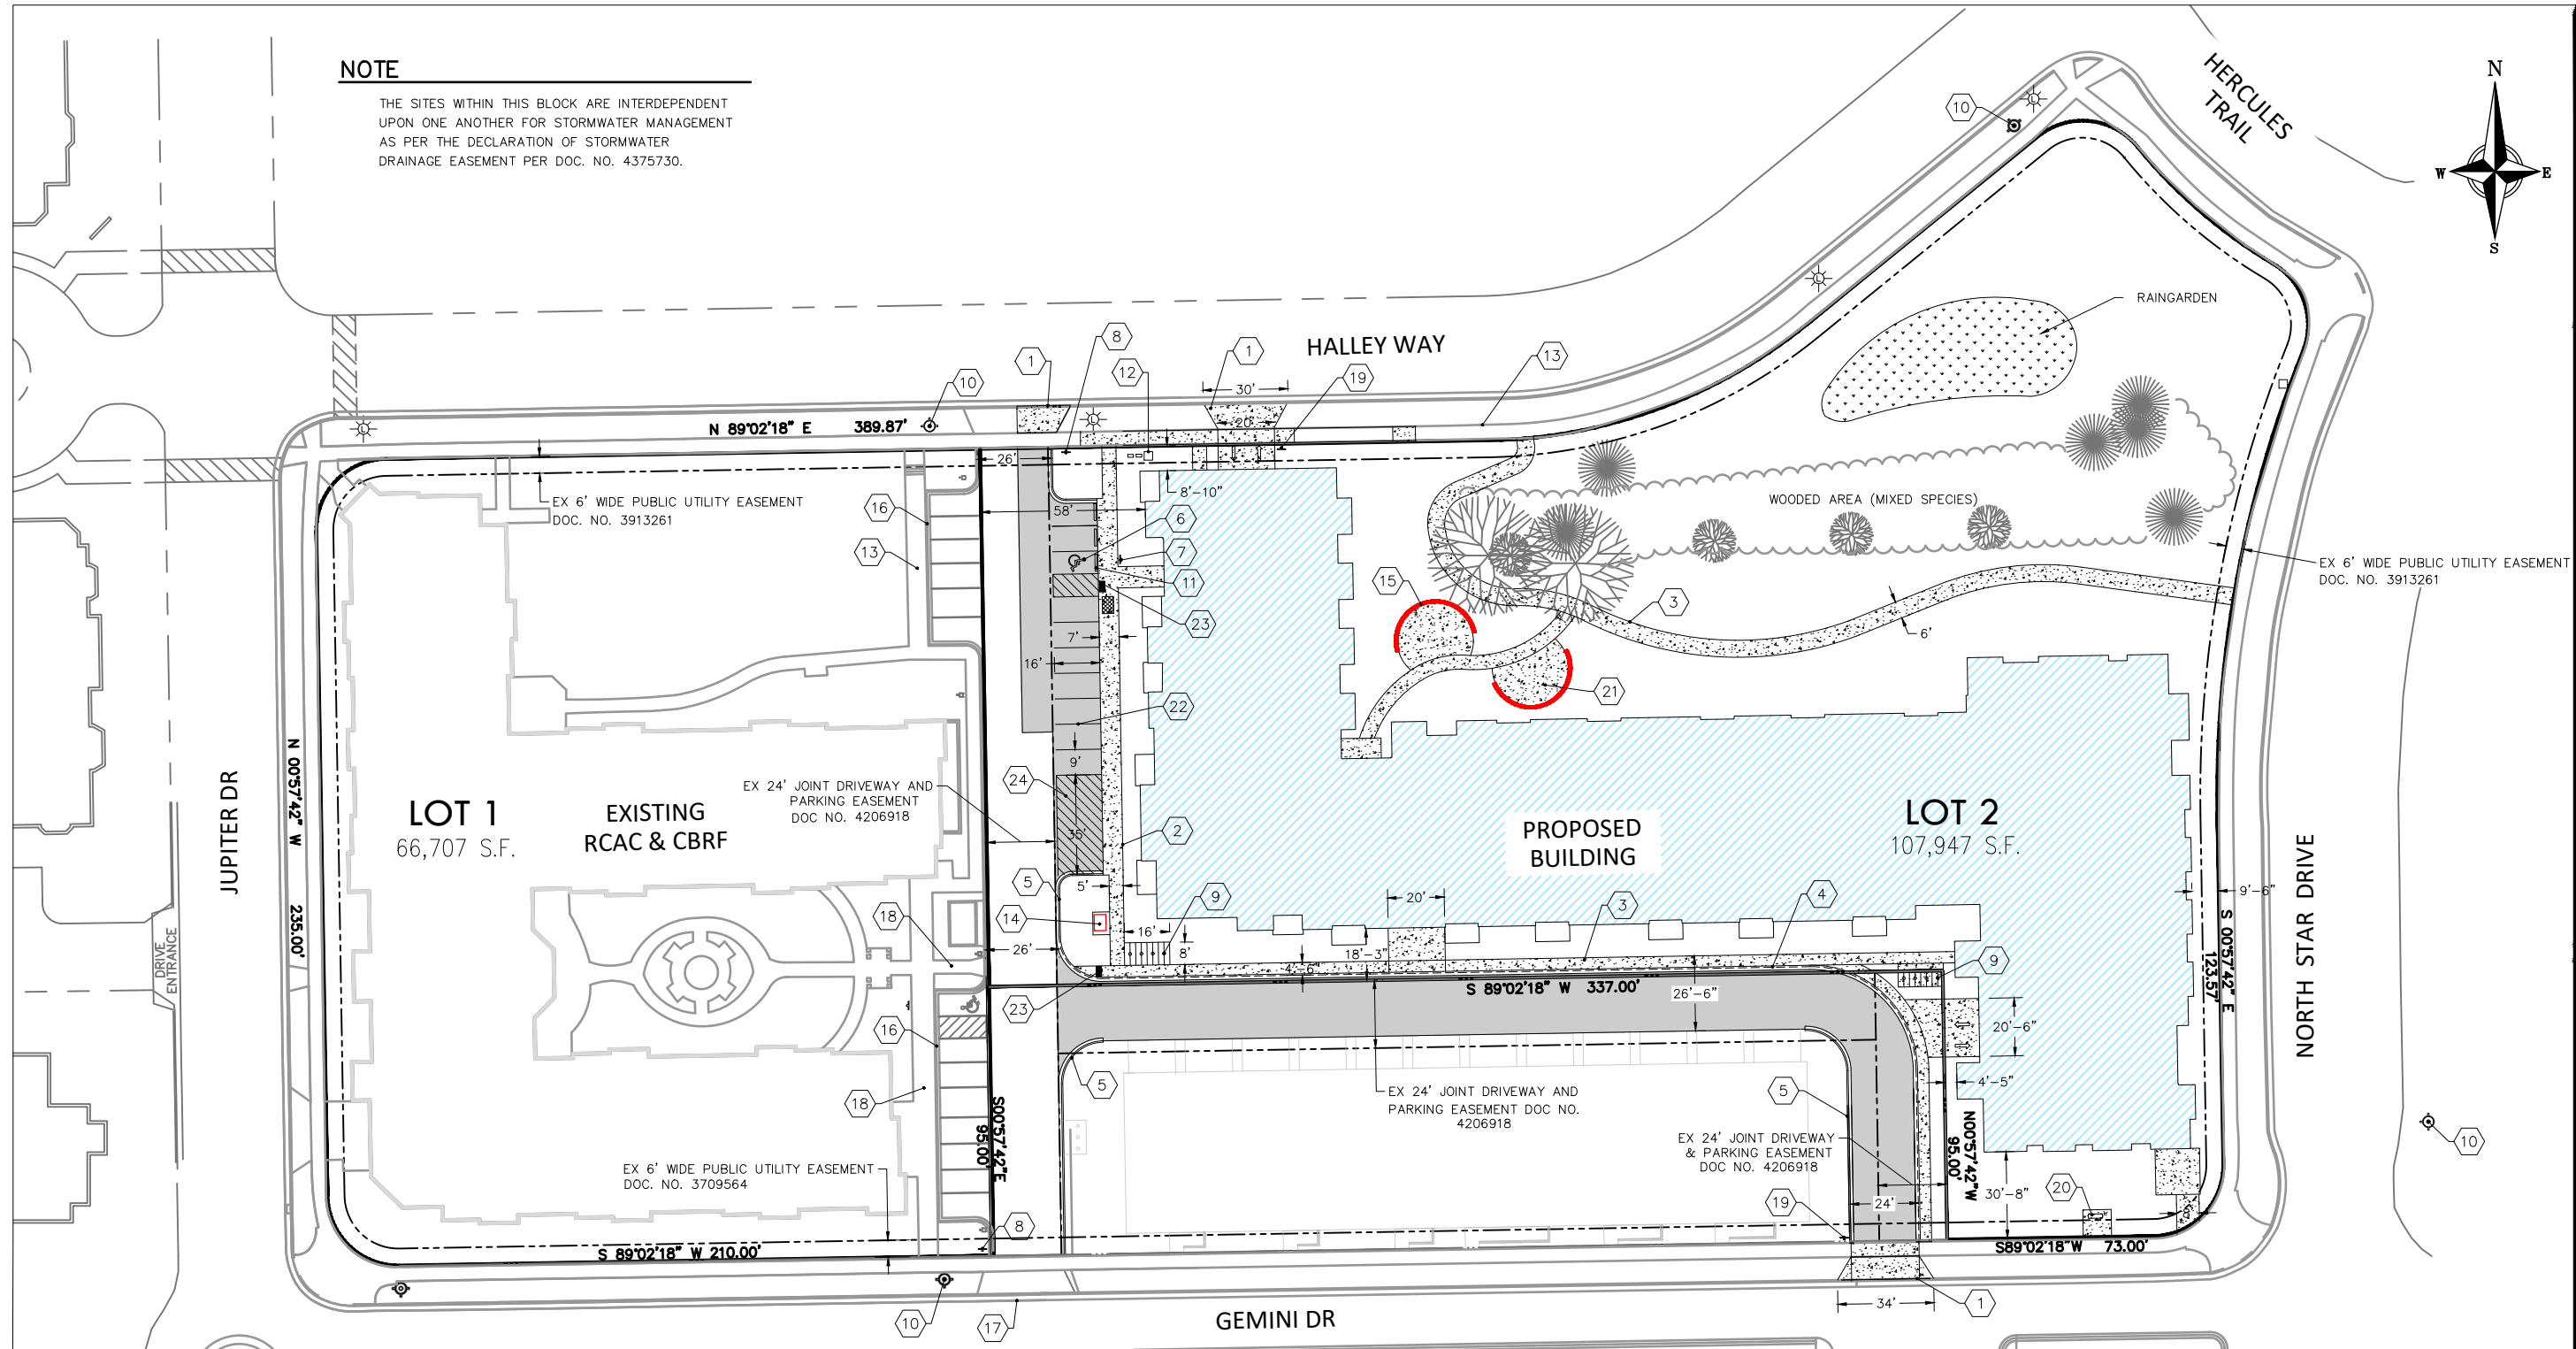 NOTE
THE SITES WITHIN THIS BLOCK ARE INTERDEPENDENT
UPON ONE ANOTHER FOR STORMWATER MANAGEMENT
AS PER THE DECLARATION OF STORMWATER
DRAINAGE EASEMENT PER DOC. NO. 4375730.
HERCULES
TRAIL
N
W
E
S
10
L
L
RAINGARDEN
HALLEY WAY
1
8
12
1
19
13
10
30'
20'
L
L
N 89°02'18" E 389.87'
26'
8'-10"
58'
EX 6' WIDE PUBLIC UTILITY EASEMENT
DOC. NO. 3913261
16
13
6
7
11
23
WOODED AREA (MIXED SPECIES)
EX 6' WIDE PUBLIC UTILITY EASEMENT
DOC. NO. 3913261
15
3
6'
21
7'
16'
22
9'
24
35'
2
5'
EX 24' JOINT DRIVEWAY AND
PARKING EASEMENT
DOC NO. 4206918
JUPITER DR
N 00°57'42" W 235.00'
DRIVE
ENTRANCE
LOT 1
66,707 S.F.
EXISTING
RCAC & CBRF
PROPOSED
BUILDING
LOT 2
107,947 S.F.
NORTH STAR DRIVE
9'-6"
S 00°57'42" E
123.57'
5
14
9
18
16'
8'
26'
20'
18'-3"
4'-6"
3
4
9
23
S 89°02'18" W 337.00'
26'-6"
20'-6"
4'-5"
16
18
5
5
EX 24' JOINT DRIVEWAY AND
PARKING EASEMENT DOC NO.
4206918
EX 24' JOINT DRIVEWAY
& PARKING EASEMENT
DOC NO. 4206918
S00°57'42"E
95.00'
N00°57'42"W
95.00'
EX 6' WIDE PUBLIC UTILITY EASEMENT
DOC. NO. 3709564
S 89°02'18" W 210.00'
8
19
24'
30'-8"
20
10
S89°02'18"W 73.00'
10
17
GEMINI DR
34'
1